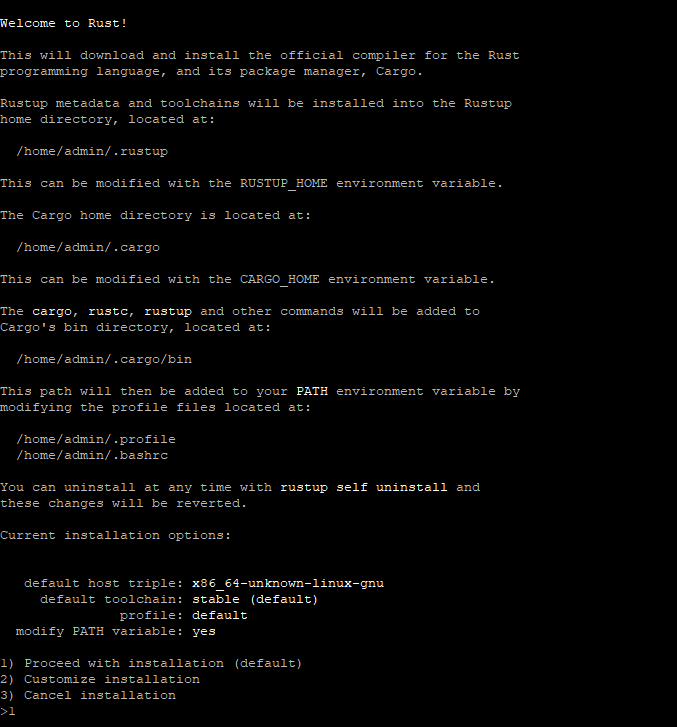 Welcome to Rust!
This will download and install the official compiler for the Rust
programming language, and its package manager, Cargo.
Rustup metadata and toolchains will be installed into the Rustup
home directory, located at:
/home/admin/.rustup
This can be modified with the RUSTUP_HOME environment variable.
The Cargo home directory is located at:
/home/admin/.cargo
This can be modified with the CARGO_HOME environment variable.
The cargo, rustc, rustup and other commands will be added to
Cargo's bin directory, located at:
/home/admin/.cargo/bin
This path will then be added to your PATH environment variable by
modifying the profile files located at:
/home/admin/.profile
/home/admin/.bashrc
You can uninstall at any time with rustup self uninstall and
these changes will be reverted.
Current installation options:
default host triple: x86_64-unknown-linux-gnu
default toolchain: stable (default)
profile: default
modify PATH variable: yes
1) Proceed with installation (default)
2) Customize installation
3) Cancel installation
>1